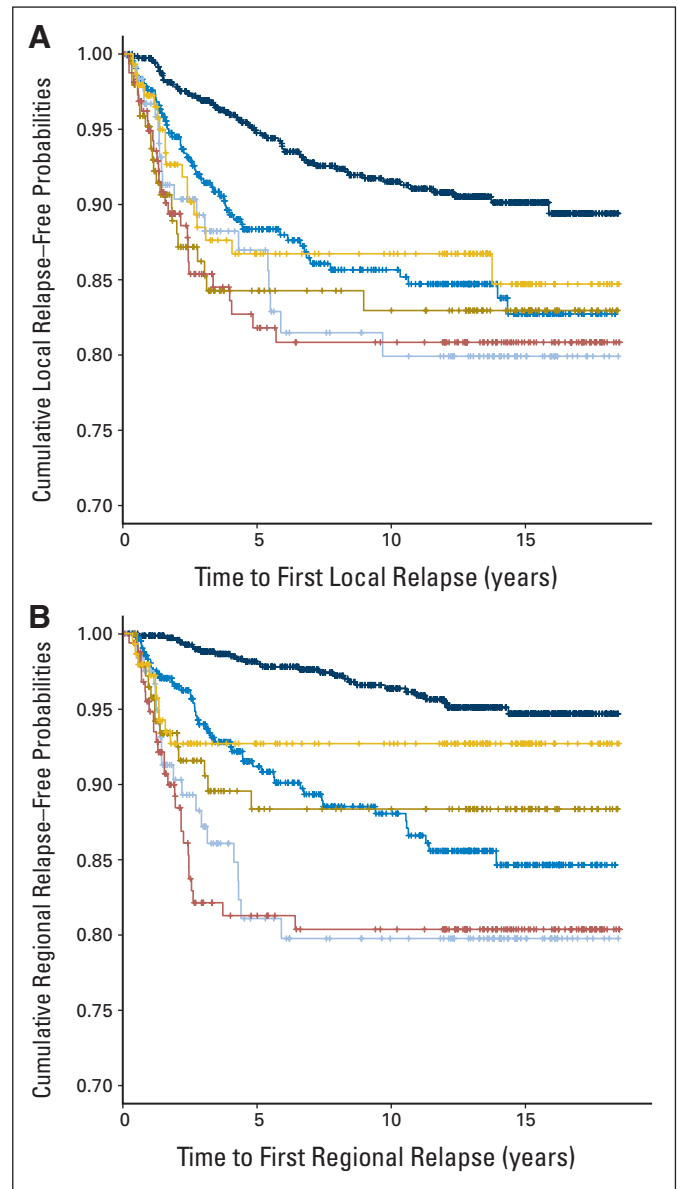 A
1.00
0.95
0.90
0.85
0.80
0.75
0.70
Cumulative Local Relapse–Free Probabilities
0 5 10 15
Time to First Local Relapse (years)
B
1.00
0.95
0.90
0.85
0.80
0.75
0.70
Cumulative Regional Relapse–Free Probabilities
0 5 10 15
Time to First Regional Relapse (years)